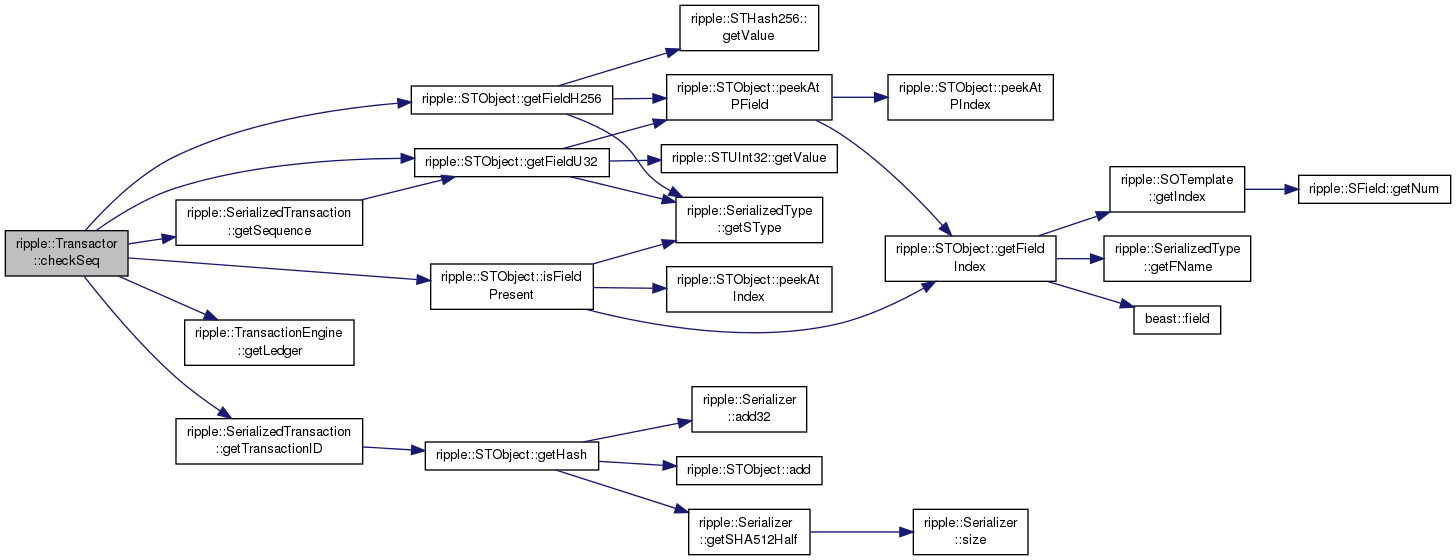 ripple::Transactor
::checkSeq
ripple::STObject::getFieldH256
ripple::STObject::getFieldU32
ripple::SerializedTransaction
::getSequence
ripple::STObject::isField
Present
ripple::TransactionEngine
::getLedger
ripple::SerializedTransaction
::getTransactionID
ripple::STHash256::
getValue
ripple::STObject::peekAt
PField
ripple::STUInt32::getValue
ripple::SerializedType
::getSType
ripple::STObject::peekAt
Index
ripple::STObject::getHash
ripple::Serializer
::add32
ripple::STObject::add
ripple::Serializer
::getSHA512Half
ripple::STObject::peekAt
PIndex
ripple::STObject::getField
Index
ripple::Serializer
::size
ripple::SOTemplate
::getIndex
ripple::SerializedType
::getFName
beast::field
ripple::SField::getNum